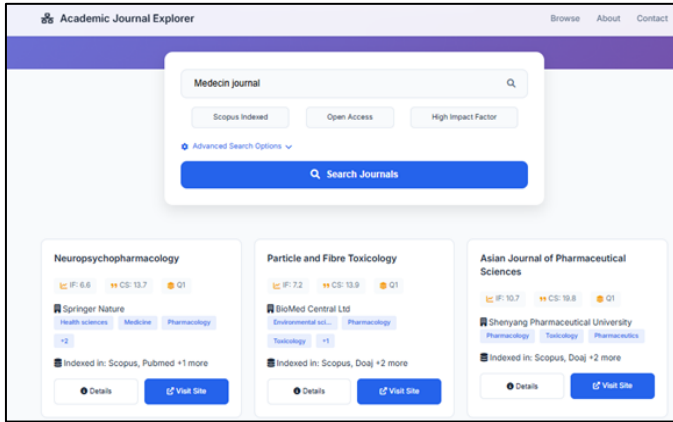 Academic Journal Explorer
Browse About Contact
Medecin journal
Scopus Indexed Open Access High Impact Factor
Advanced Search Options
Search Journals
Neuropsychopharmacology
IF: 6.6 CS: 13.7 Q1
Springer Nature
Health sciences Medicine Pharmacology
+2
Indexed in: Scopus, Pubmed +1 more
Details Visit Site
Particle and Fibre Toxicology
IF: 7.2 CS: 13.9 Q1
BioMed Central Ltd
Environmental sci... Pharmacology
Toxicology +1
Indexed in: Scopus, Doaj +2 more
Details Visit Site
Asian Journal of Pharmaceutical
Sciences
IF: 10.7 CS: 19.8 Q1
Shenyang Pharmaceutical University
Pharmacology Toxicology Pharmaceutics
Indexed in: Scopus, Doaj +2 more
Details Visit Site